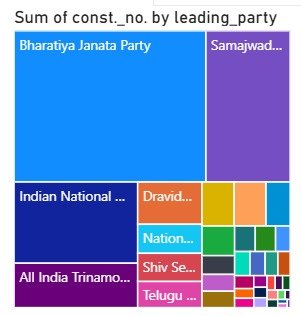 Sum of const._no. by leading_party
Bharatiya Janata Party
Samajwad...
Indian National ...
Dravid...
Nation...
All India Trinamo...
Shiv Se...
Telugu ...